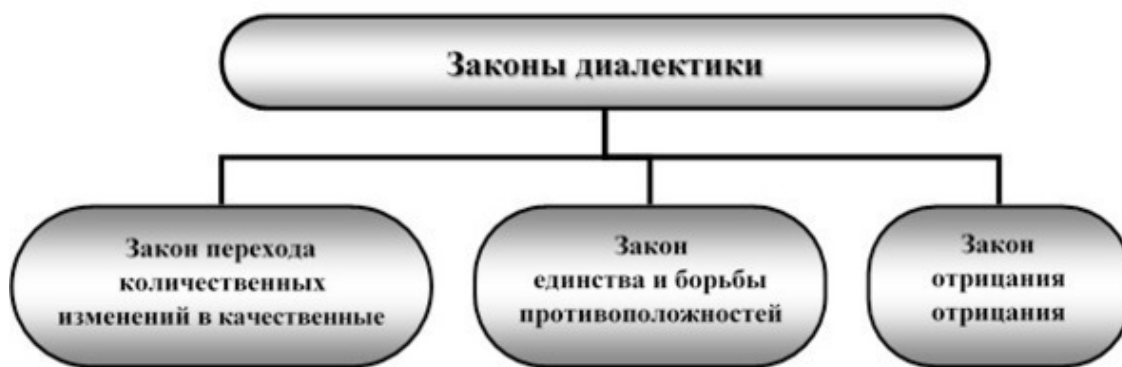 Законы диалектики
Закон перехода
количественных
изменений в качественные
Закон
единства и борьбы
противоположностей
Закон
отрицания
отрицания